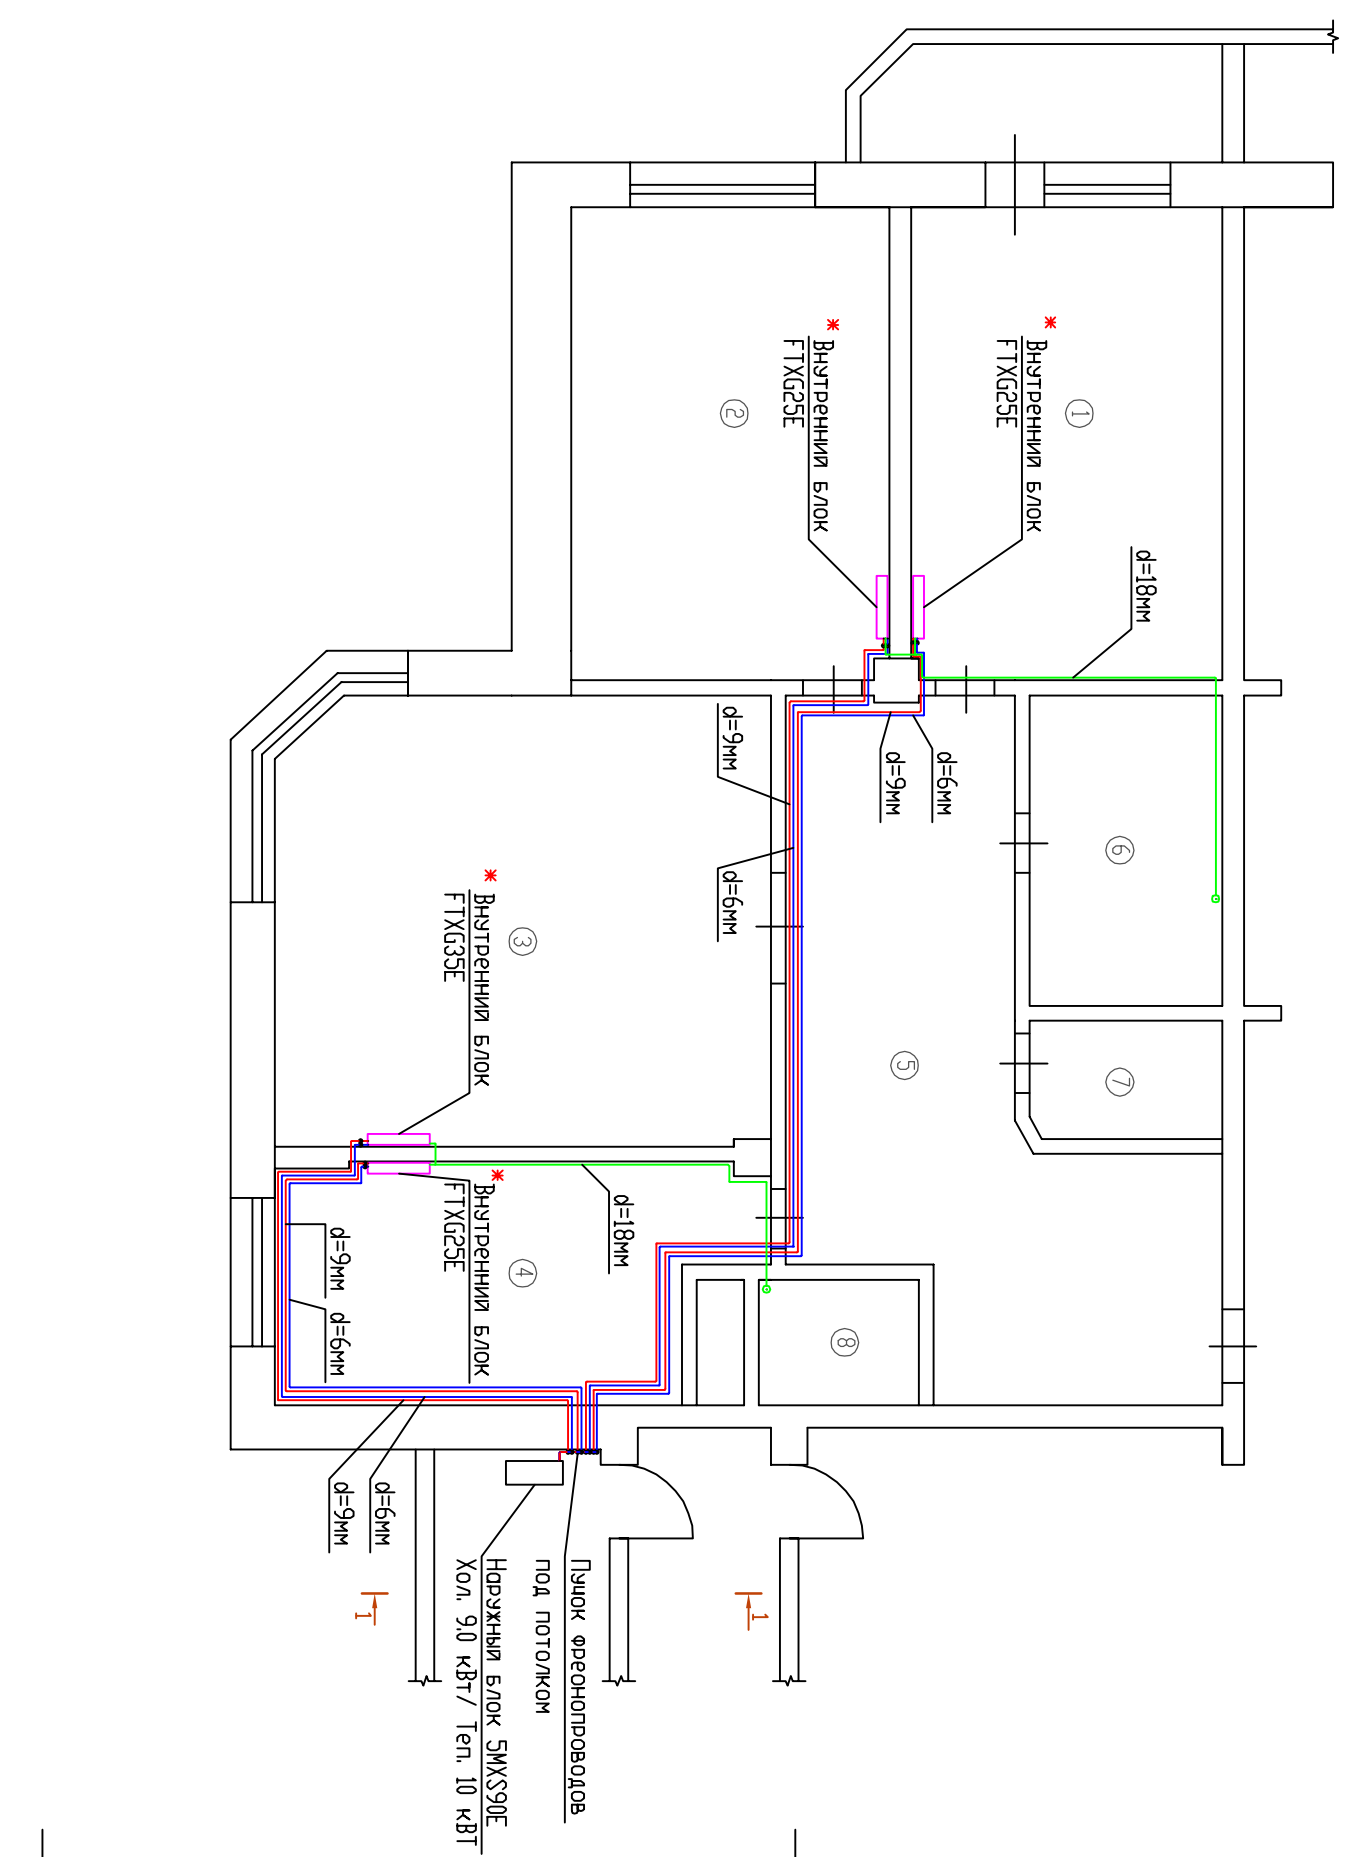 Внутренний блок
FTXG25E
1
Внутренний блок
FTXG25E
2
d=18мм
d=6мм
d=9мм
d=9мм
d=6мм
6
Внутренний блок
FTXG35E
3
5
7
Внутренний блок
FTXG25E
d=18мм
4
d=9мм
d=6мм
8
d=6мм
d=9мм
1
1
Пучок фреонопроводов
под потолком
Наружный блок 5MXS90E
Хол. 9,0 кВт/ Теп. 10 кВт